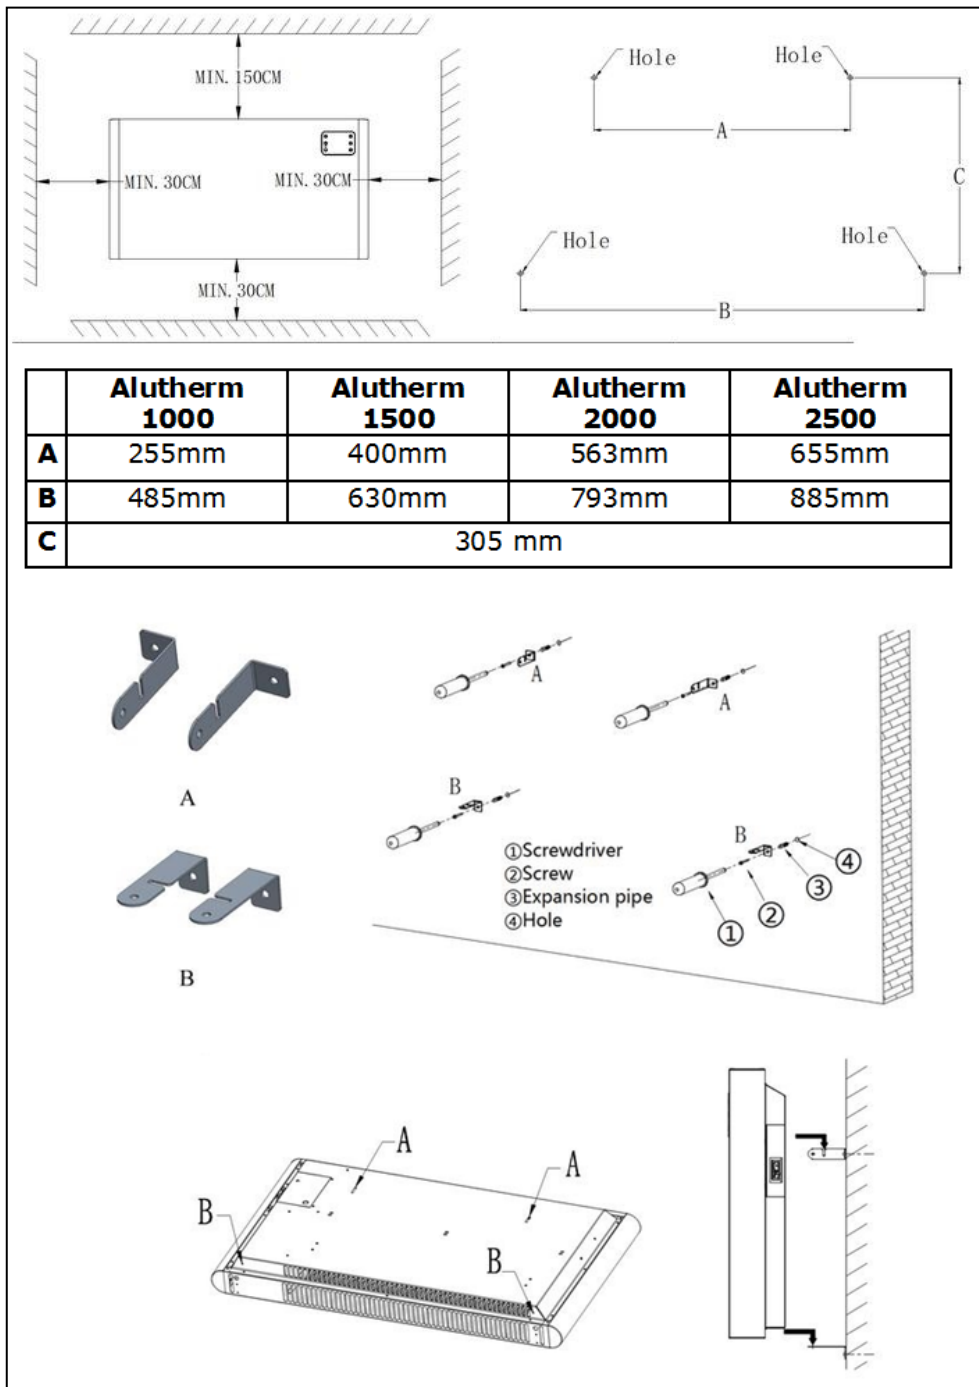 MIN. 150CM
MIN. 30CM
MIN. 30CM
MIN. 30CM
Hole
Hole
A
C
Hole
Hole
B
Alutherm 1000
Alutherm 1500
Alutherm 2000
Alutherm 2500
A 255mm 400mm 563mm 655mm
B 485mm 630mm 793mm 885mm
C 305 mm
A
B
A
A
B
B
①Screwdriver
②Screw
③Expansion pipe
④Hole
①
②
③
④
A
A
B
B